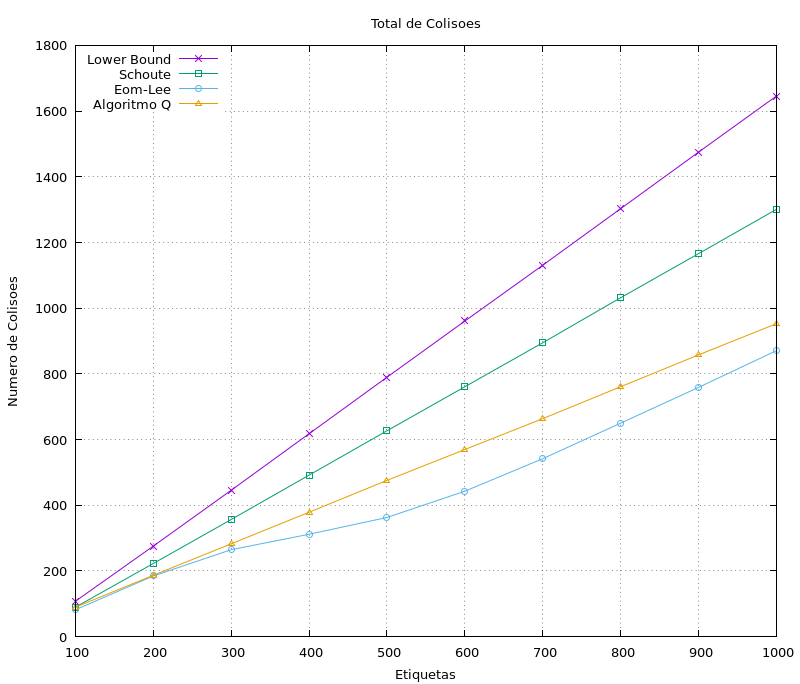 Total de Colisoes
Numero de Colisoes
1800
1600
1400
1200
1000
800
600
400
200
0
Lower Bound
Schoute
Eom-Lee
Algoritmo Q
100 200 300 400 500 600 700 800 900 1000
Etiquetas